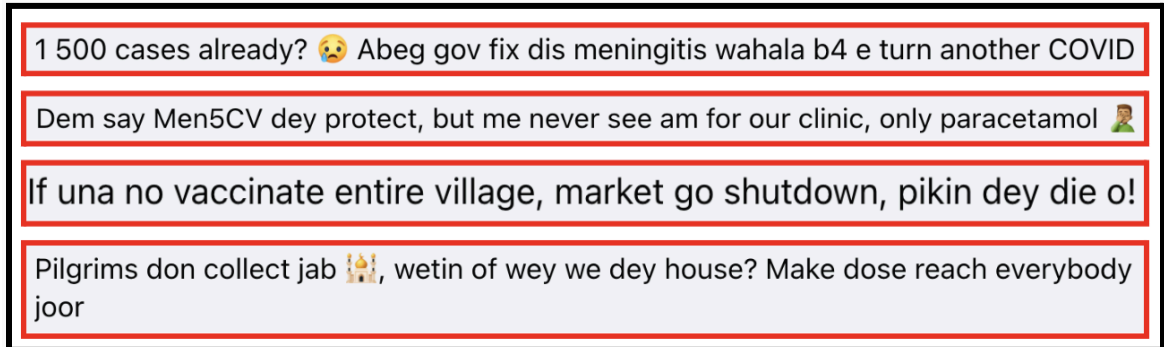 1 500 cases already? 😢 Abeg gov fix dis meningitis wahala b4 e turn another COVID
Dem say Men5CV dey protect, but me never see am for our clinic, only paracetamol 🤦🏽‍♂️
If una no vaccinate entire village, market go shutdown, pikin dey die o!
Pilgrims don collect jab 🕌, wetin of wey we dey house? Make dose reach everybody
joor